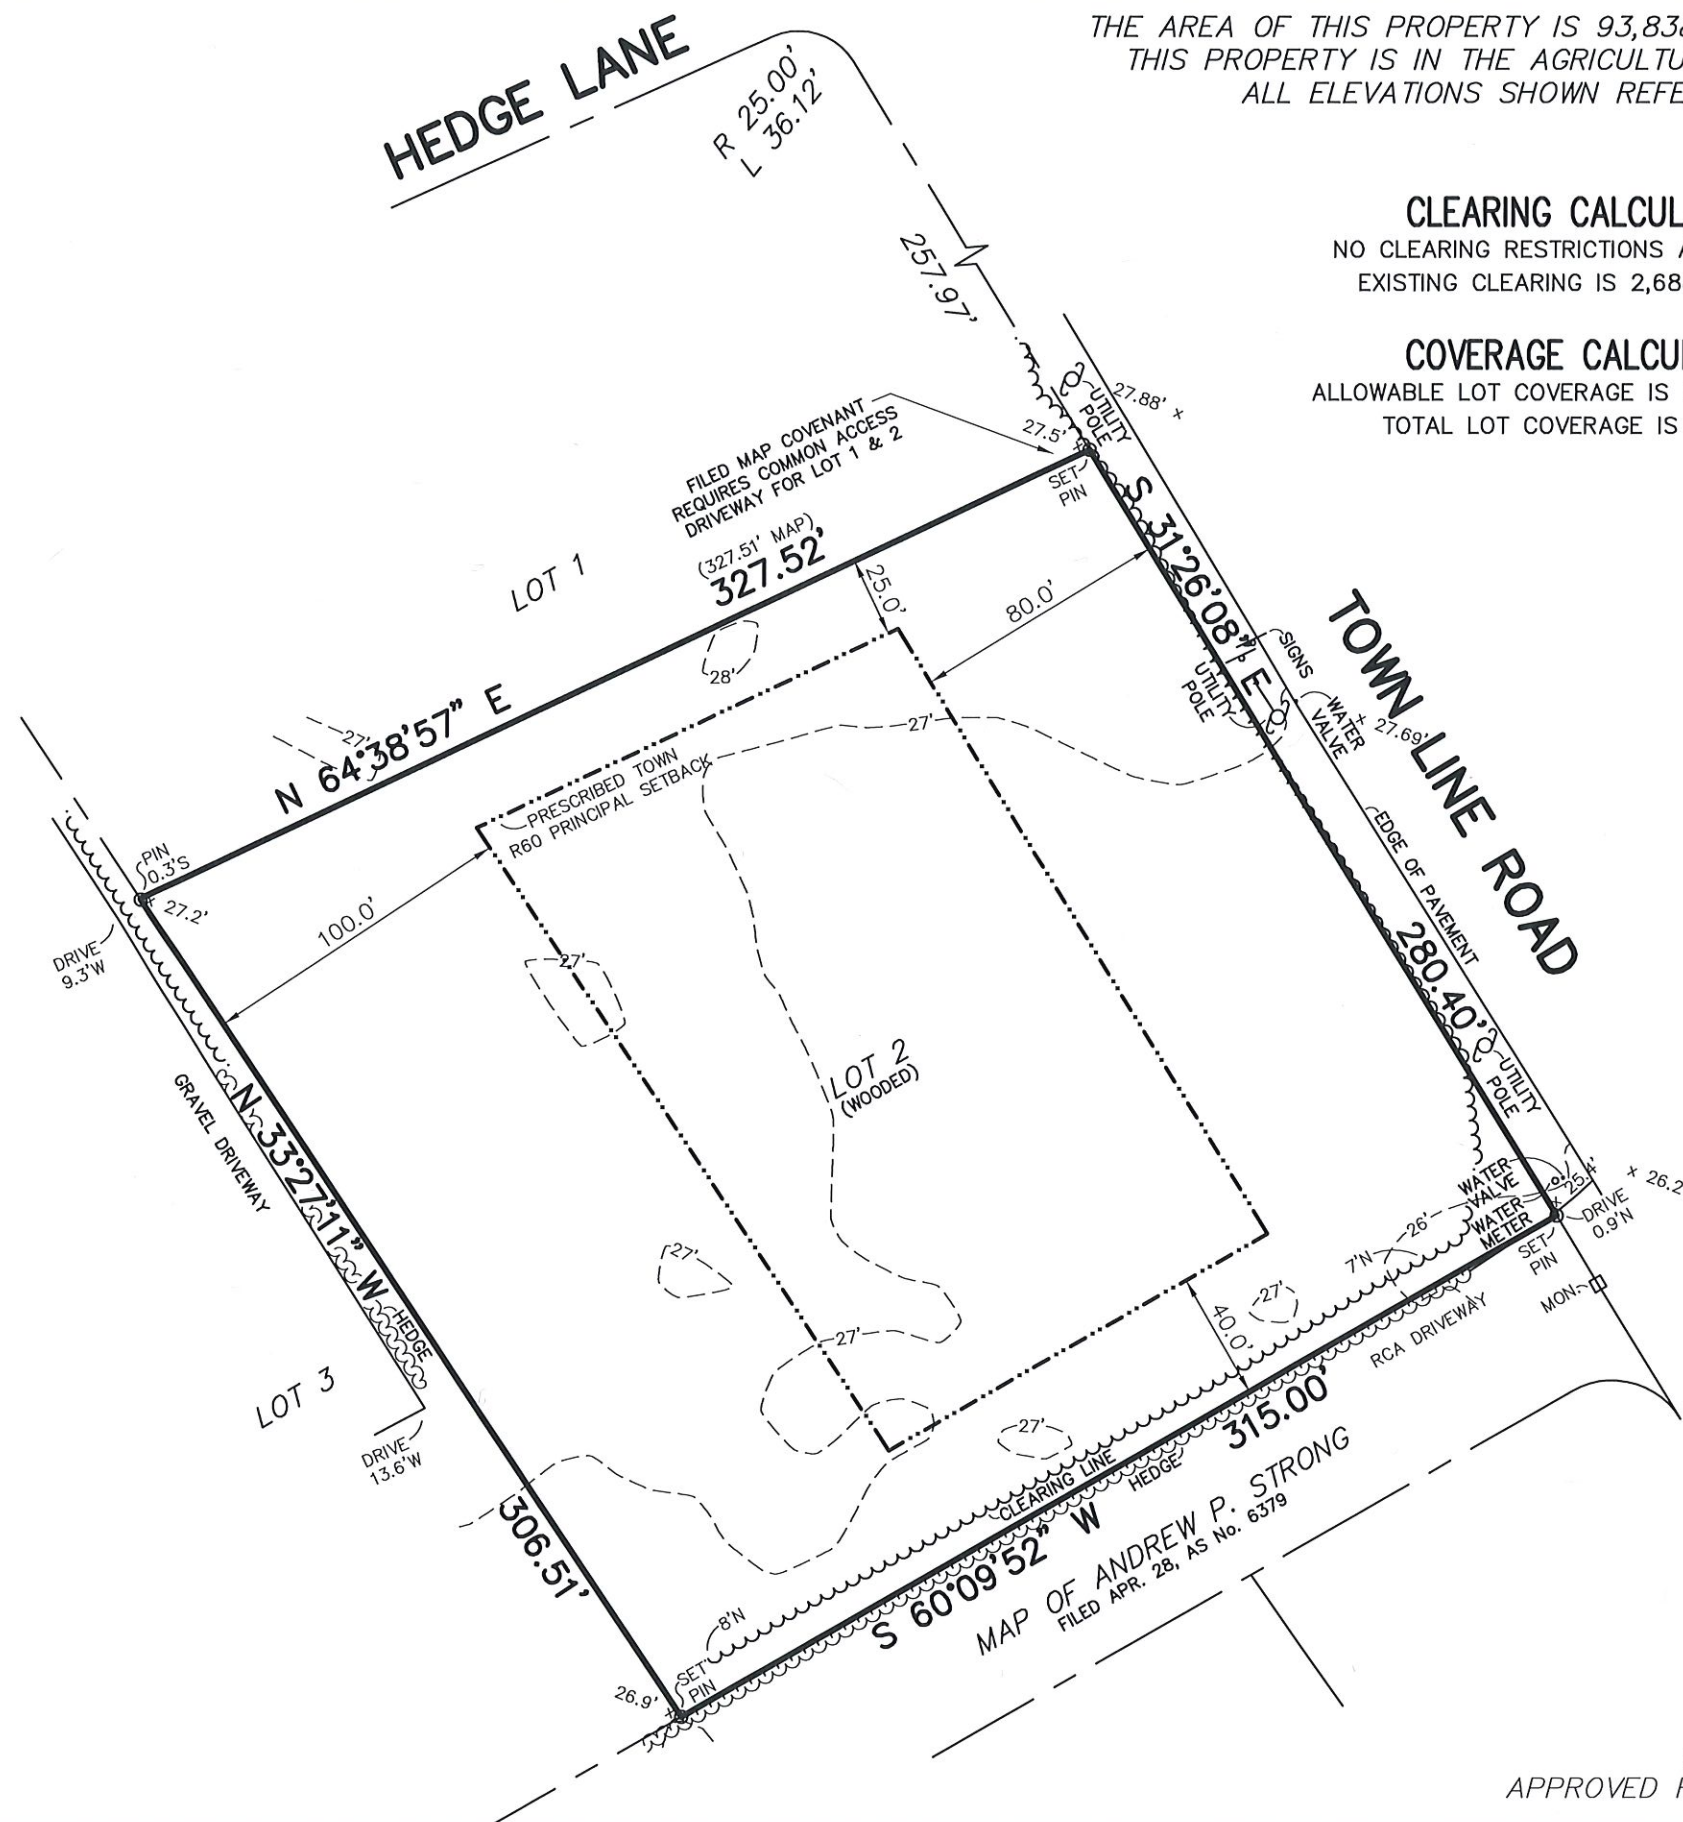 THE AREA OF THIS PROPERTY IS 93,838
THIS PROPERTY IS IN THE AGRICULTU
ALL ELEVATIONS SHOWN REFE
HEDGE LANE
R 25.00'
L 36.12'
CLEARING CALCUL
NO CLEARING RESTRICTIONS A
EXISTING CLEARING IS 2,68
257.97'
COVERAGE CALCU
ALLOWABLE LOT COVERAGE IS
TOTAL LOT COVERAGE IS
UTILITY
POLE
27.88' +
27.5'
SET
PIN
FILED MAP COVENANT
REQUIRES COMMON ACCESS
DRIVEWAY FOR LOT 1 & 2
(327.51' MAP)
327.52'
LOT 1
25.0'
80.0'
S 31°26'08" E
SIGNS
UTILITY
POLE
WATER
VALVE
+ 27.69'
TOWN LINE ROAD
28'
27'
N 64°38'57" E
27'
PRESCRIBED TOWN
R60 PRINCIPAL SETBACK
EDGE OF PAVEMENT
PIN
0.3'S
27.2'
100.0'
DRIVE
9.3'W
27'
280.40'
LOT 2
(WOODED)
UTILITY
POLE
GRAVEL DRIVEWAY
N 33°27'11" W
HEDGE
WATER
VALVE
WATER
METER
25.4'
+ 26.2
DRIVE
0.9'N
SET
PIN
26'
7'N
MON.
27'
27'
40.0'
RCA DRIVEWAY
27'
LOT 3
DRIVE
13.6'W
315.00'
27'
CLEARING LINE
HEDGE
306.51'
S 60°09'52" W
MAP OF ANDREW P. STRONG
FILED APR. 28, AS No. 6379
8'N
SET
PIN
26.9'
APPROVED